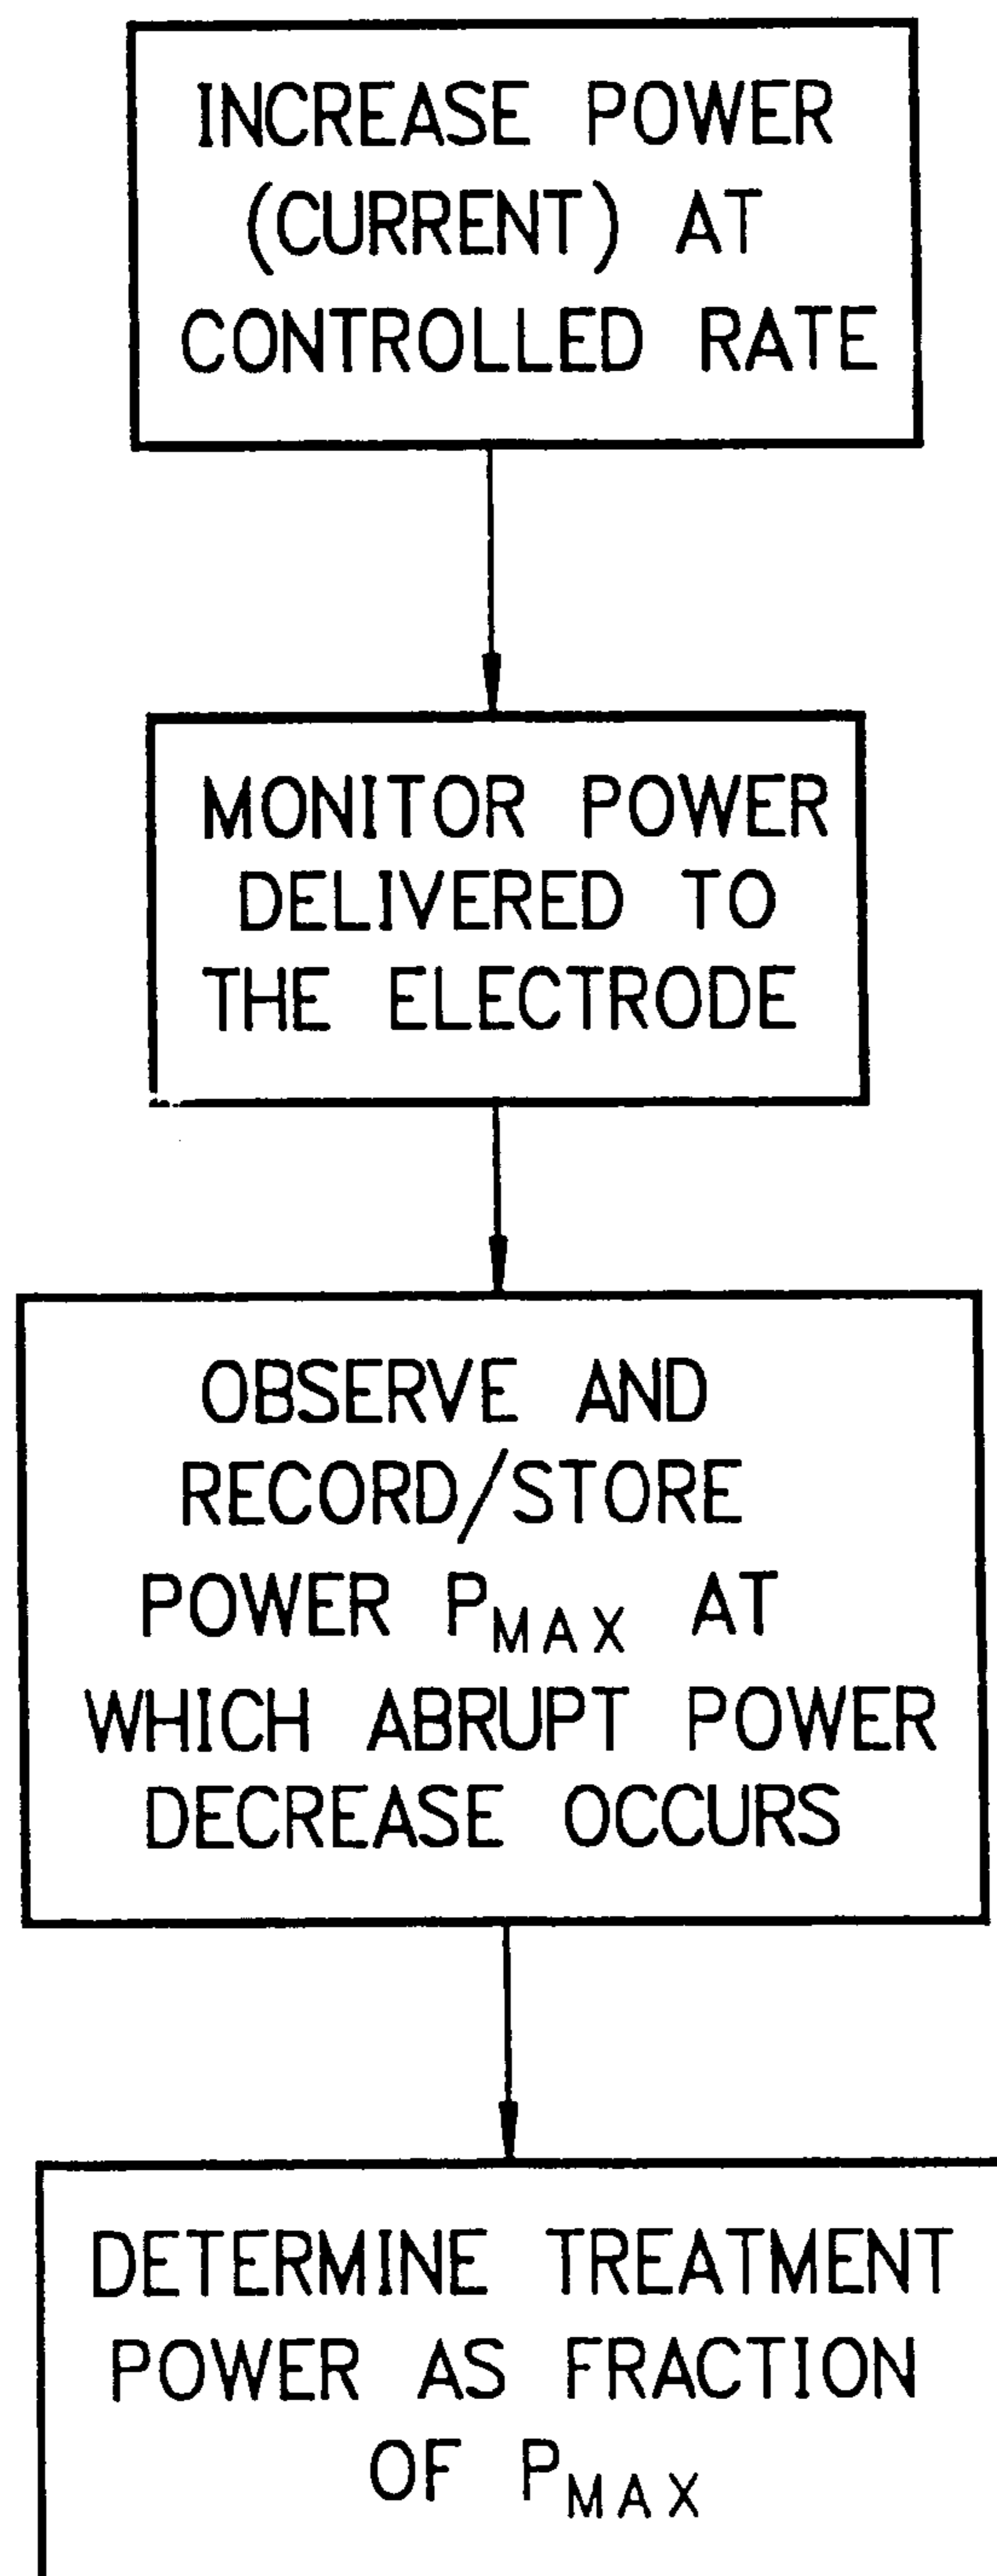 INCREASE POWER
(CURRENT) AT
CONTROLLED RATE
MONITOR POWER
DELIVERED TO
THE ELECTRODE
OBSERVE AND
RECORD/STORE
POWER PMAX AT
WHICH ABRUPT POWER
DECREASE OCCURS
DETERMINE TREATMENT
POWER AS FRACTION
OF PMAX